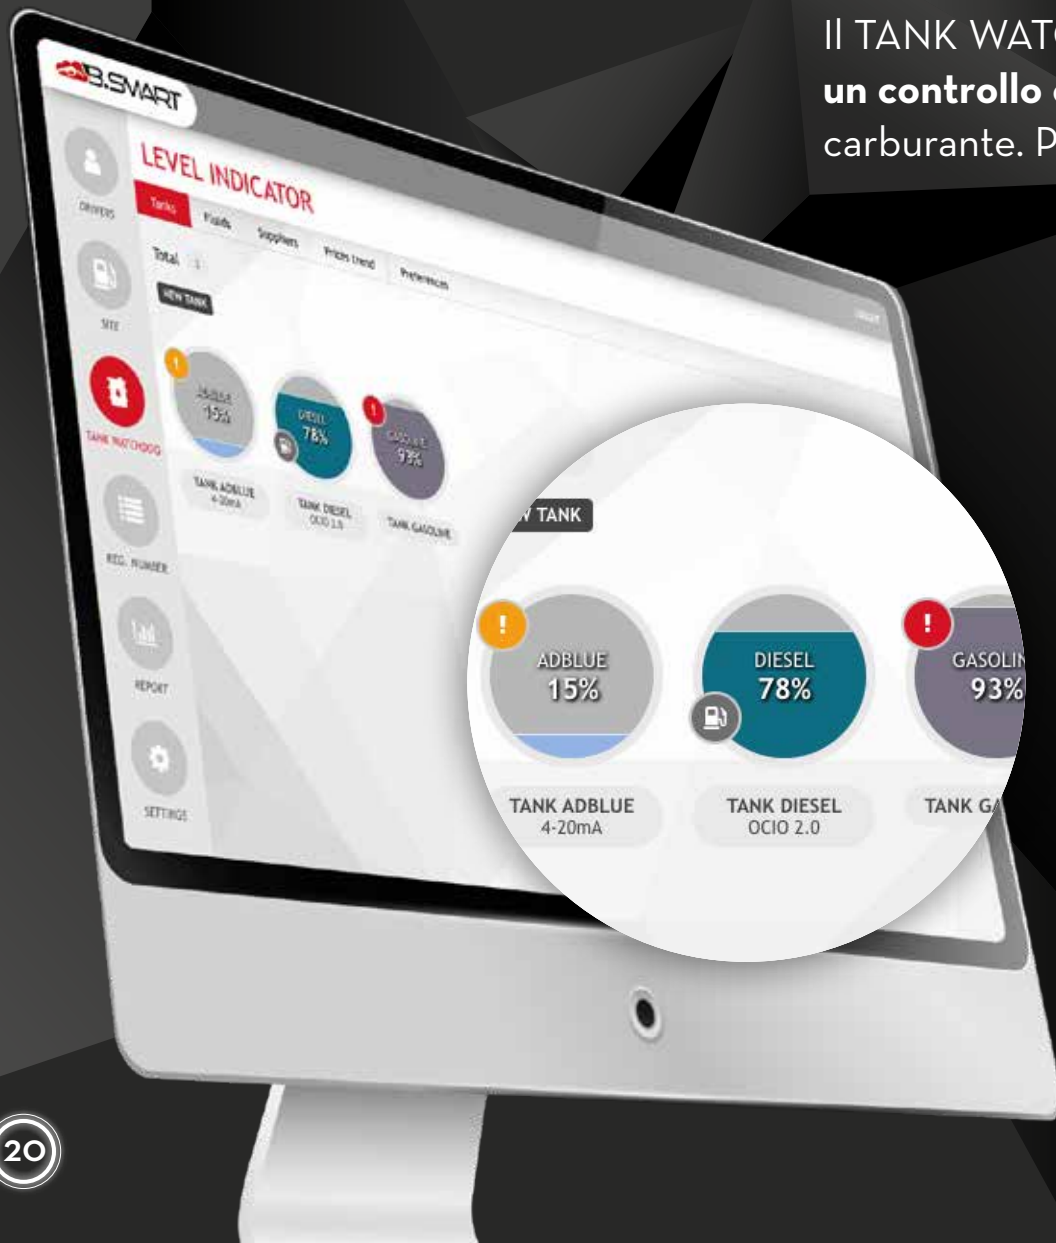 Il TANK WAT
un controllo
carburante. P
B.SMART
LEVEL INDICATOR
Tanks Fluids Suppliers Prices trend Preferences
Total
NEW TANK
DRIVERS
SITE
TANK WATCHDOG
REG. NUMBER
REPORT
SETTINGS
ADBLUE
15%
DIESEL
78%
GASOLINE
93%
TANK ADBLUE
4-20mA
TANK DIESEL
OCIO 2.0
TANK GASOLINE
W TANK
!
ADBLUE
15%
DIESEL
78%
!
GASOLIN
93%
TANK ADBLUE
4-20mA
TANK DIESEL
OCIO 2.0
TANK GA
20